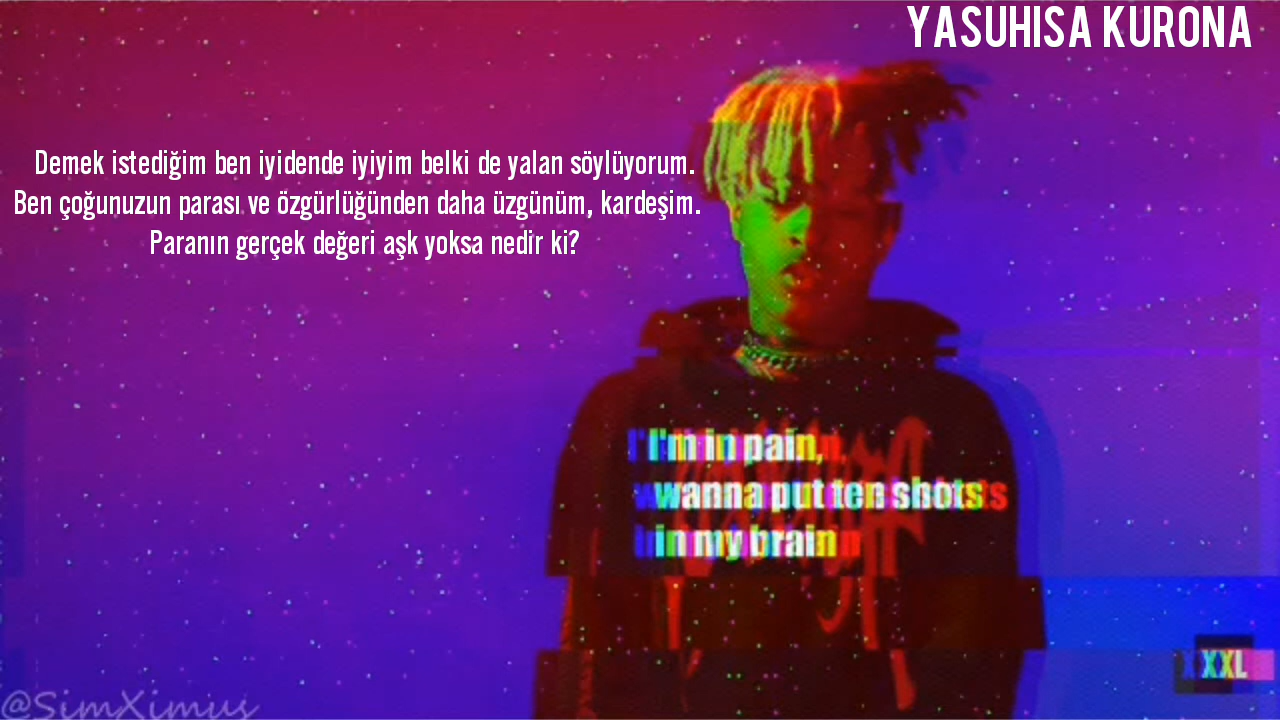 YASUHISA KURONA
Demek istediğim ben iyidende iyiyim belki de yalan söylüyorum.
Ben çoğunuzun parası ve özgürlüğünden daha üzgünüm, kardeşim.
Paranın gerçek değeri aşk yoksa nedir ki?
I'm in pain,
wanna put ten shots
in my brain
XXL
@SimXimus